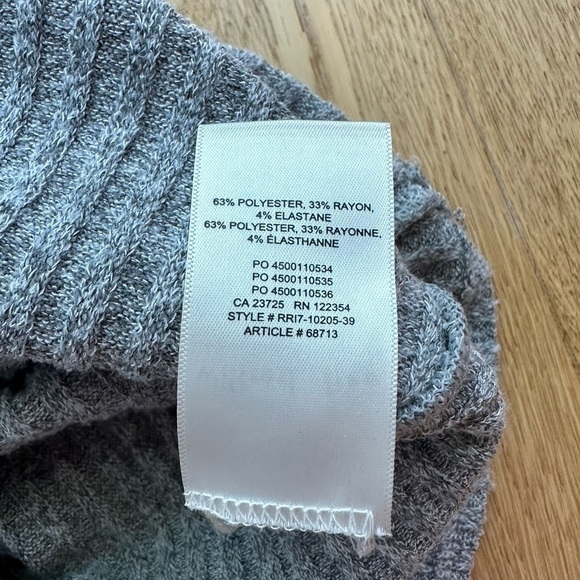 63% POLYESTER, 33% RAYON,
4% ELASTANE
63% POLYESTER, 33% RAYONNE,
4% ÉLASTHANNE
PO 4500110534
PO 4500110535
PO 4500110536
CA 23725 RN 122354
STYLE # RRI7-10205-39
ARTICLE # 68713